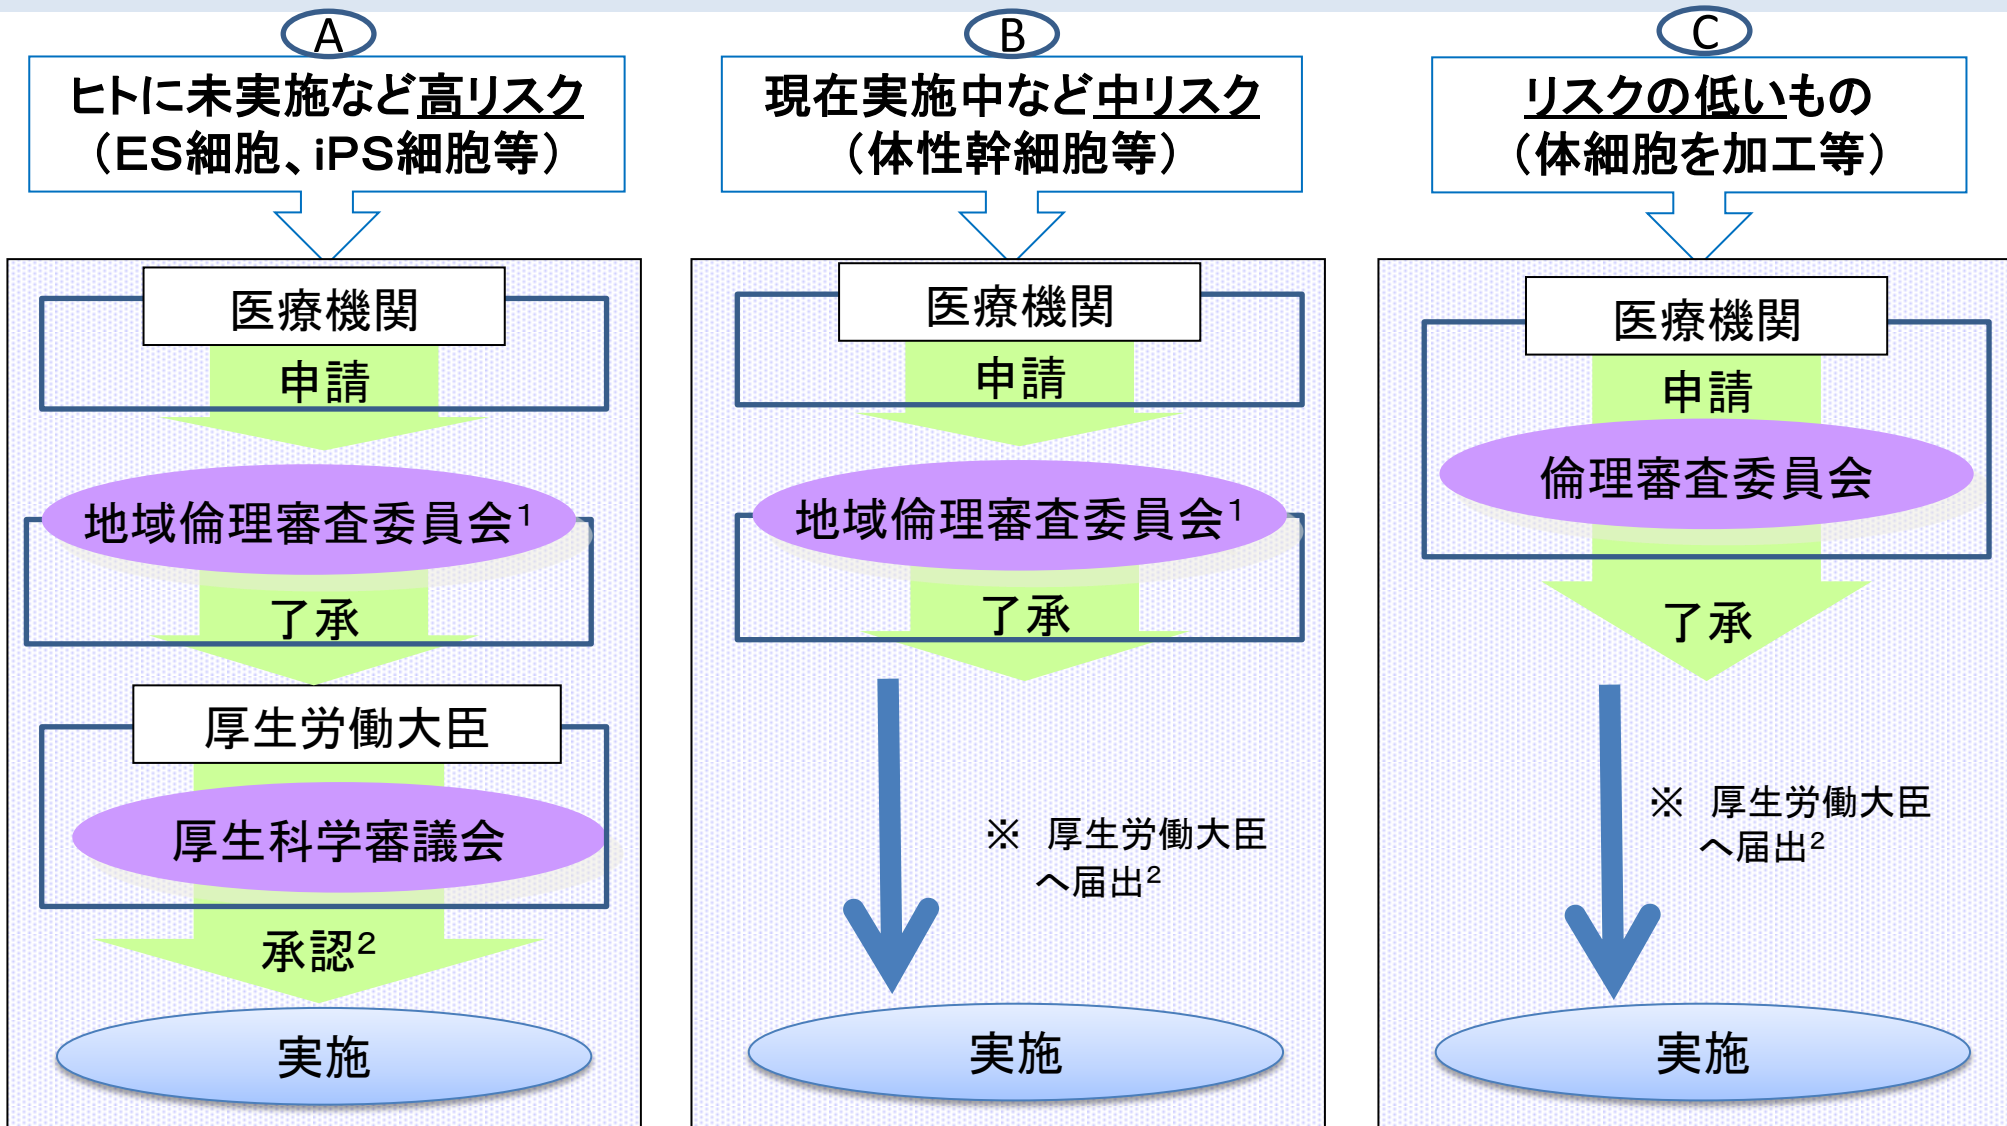 A
ヒトに未実施など高リスク
（ES細胞、iPS細胞等）
医療機関
申請
地域倫理審査委員会1
了承
厚生労働大臣
厚生科学審議会
承認2
実施
B
現在実施中など中リスク
（体性幹細胞等）
医療機関
申請
地域倫理審査委員会1
了承
※ 厚生労働大臣
へ届出2
実施
C
リスクの低いもの
（体細胞を加工等）
医療機関
申請
倫理審査委員会
了承
※ 厚生労働大臣
へ届出2
実施